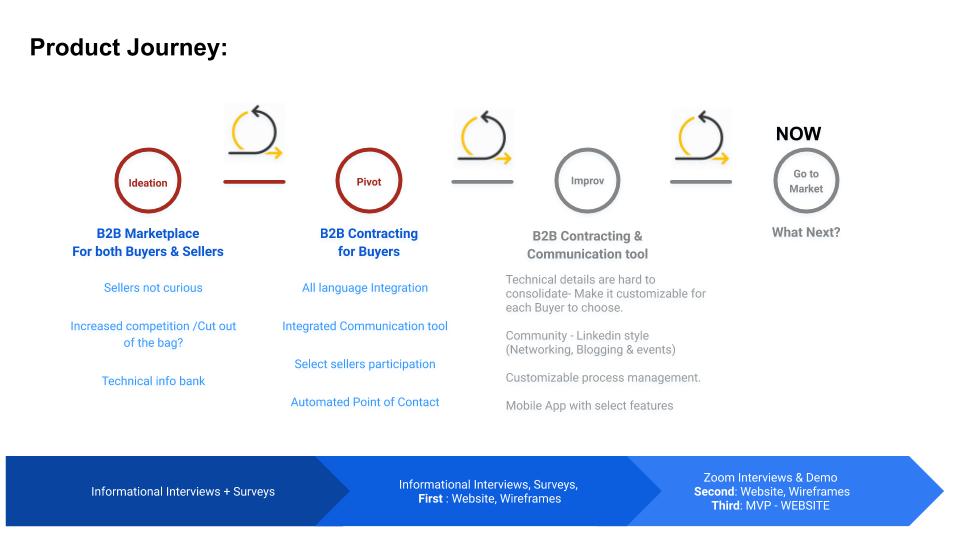 Product Journey:
NOW
Ideation
Pivot
Improv
Go to
Market
B2B Marketplace
For both Buyers & Sellers
Sellers not curious
Increased competition /Cut out
of the bag?
Technical info bank
B2B Contracting
for Buyers
All language Integration
Integrated Communication tool
Select sellers participation
Automated Point of Contact
B2B Contracting &
Communication tool
Technical details are hard to
consolidate- Make it customizable for
each Buyer to choose.
Community - Linkedin style
(Networking, Blogging & events)
Customizable process management.
Mobile App with select features
What Next?
Informational Interviews + Surveys
Informational Interviews, Surveys,
First : Website, Wireframes
Zoom Interviews & Demo
Second: Website, Wireframes
Third: MVP - WEBSITE